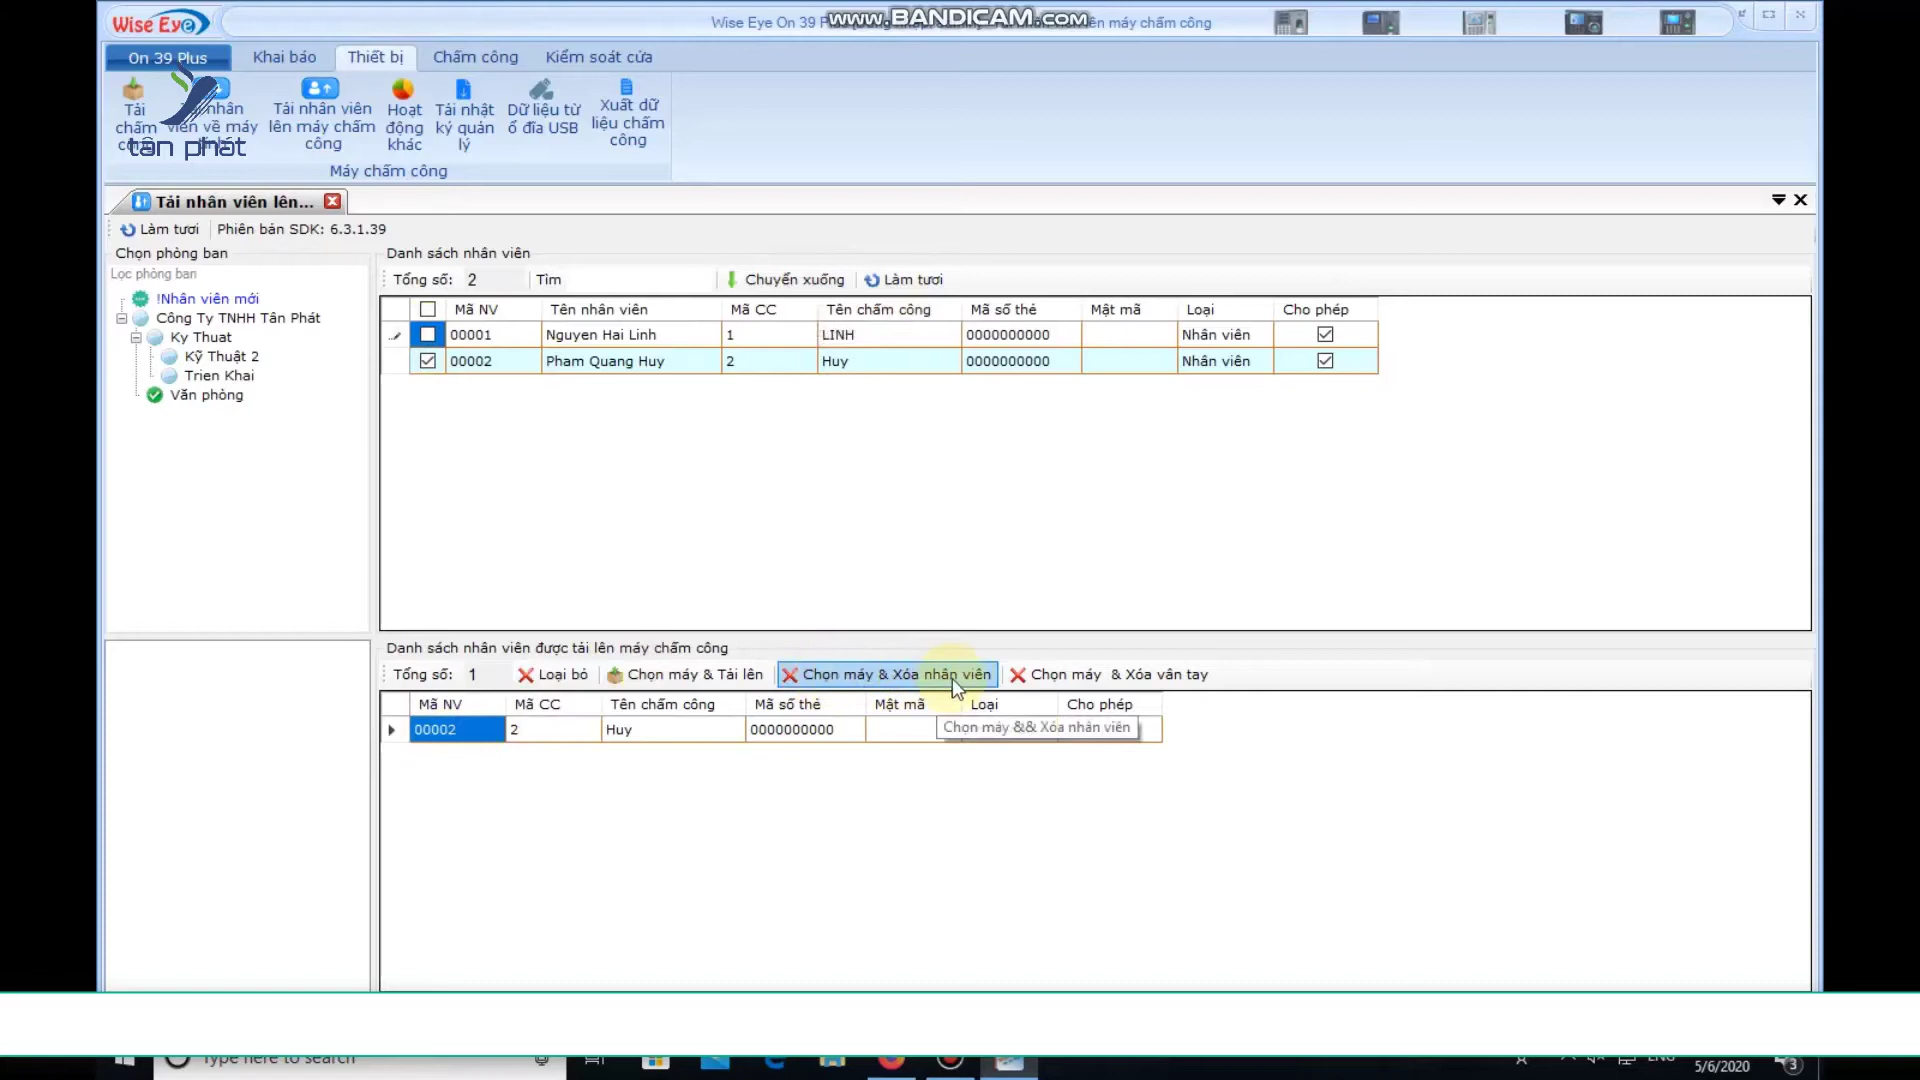 Wise Eye
Wise Eye On 39 P
www.BANDICAM.com
ên máy chấm công
On 39 Plus
Khai báo
Thiết bị
Chấm công
Kiểm soát cửa
Tải
chấm
nhân
viên về máy
Tải nhân viên
lên máy chấm
công
Hoạt
động
khác
Tải nhật
ký quản
lý
Dữ liệu từ
ổ đĩa USB
Xuất dữ
liệu chấm
công
tân phát
Máy chấm công
Tải nhân viên lên...
Làm tươi
Phiên bản SDK: 6.3.1.39
Chọn phòng ban
Lọc phòng ban
!Nhân viên mới
Công Ty TNHH Tân Phát
Ky Thuat
Kỹ Thuật 2
Trien Khai
Văn phòng
Danh sách nhân viên
Tổng số: 2
Tìm
Chuyển xuống
Làm tươi
Mã NV Tên nhân viên Mã CC Tên chấm công Mã số thẻ Mật mã Loại Cho phép
00001 Nguyen Hai Linh 1 LINH 0000000000 Nhân viên
00002 Pham Quang Huy 2 Huy 0000000000 Nhân viên
Danh sách nhân viên được tải lên máy chấm công
Tổng số: 1
Loại bỏ
Chọn máy & Tải lên
Chọn máy & Xóa nhân viên
Chọn máy & Xóa vân tay
Mã NV Mã CC Tên chấm công Mã số thẻ Mật mã Loại Cho phép
00002 2 Huy 0000000000
Chọn máy && Xóa nhân viên
Type here to search
ENG
5/6/2020
3